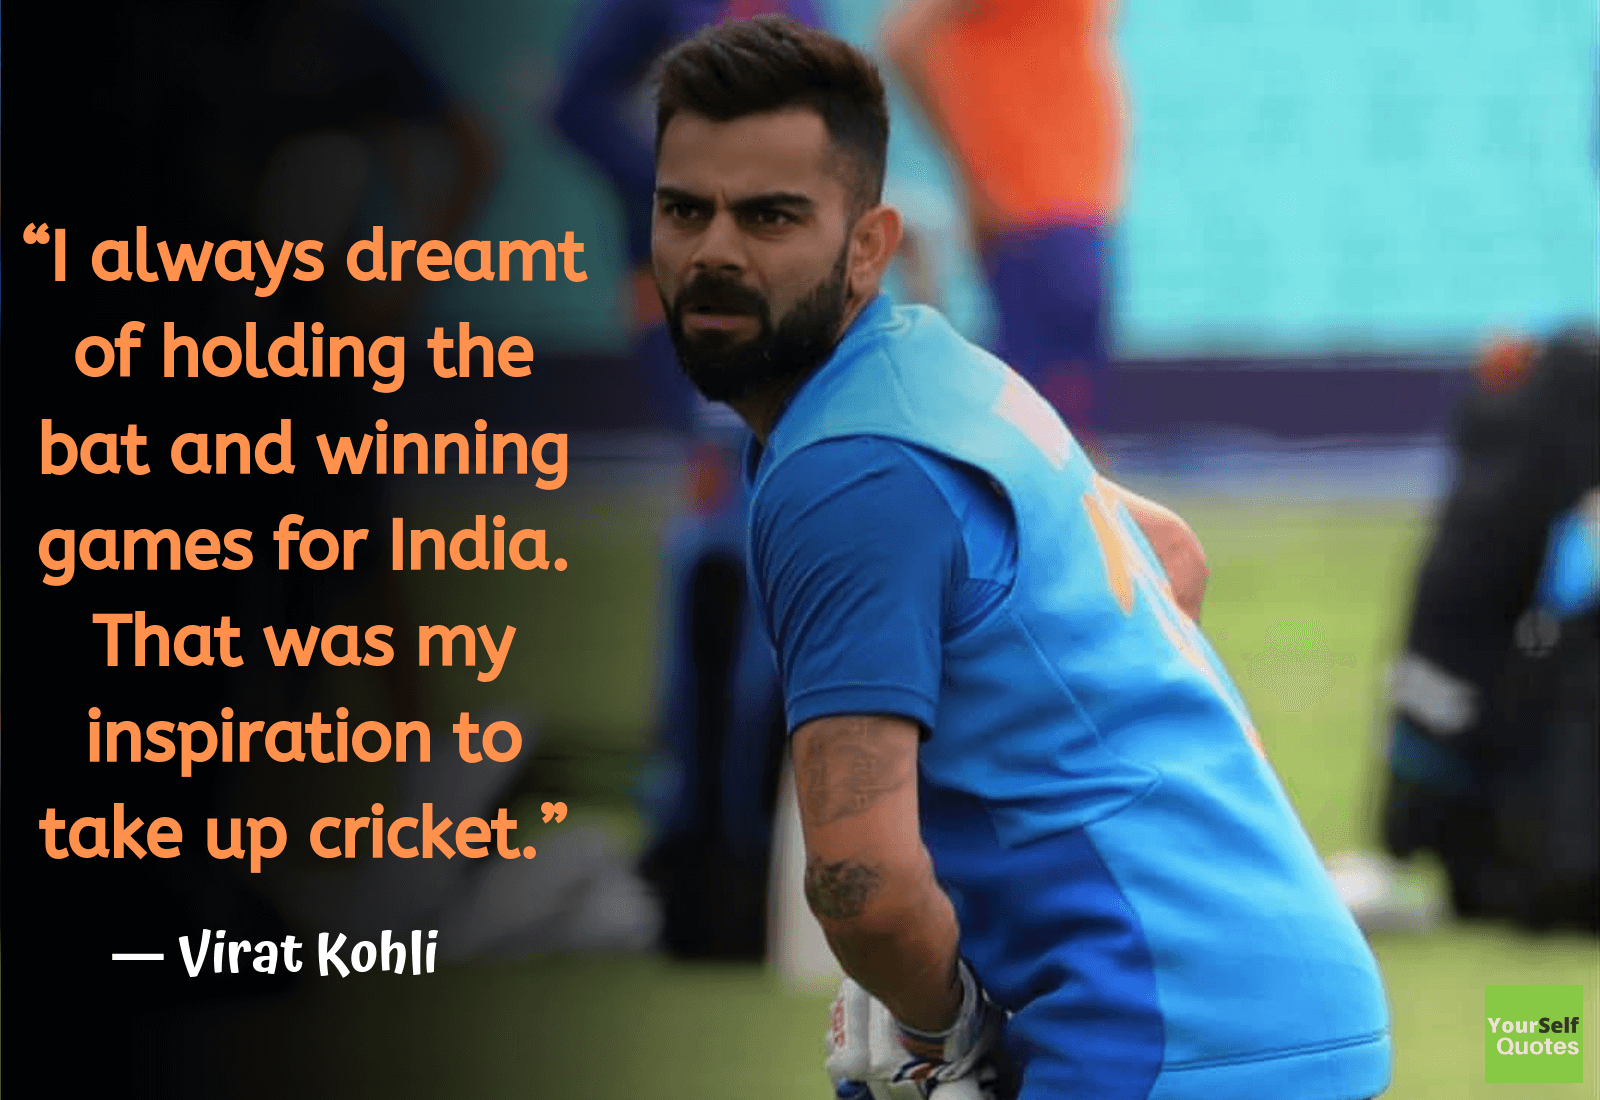 “I always dreamt
of holding the
bat and winning
games for India.
That was my
inspiration to
take up cricket.”
— Virat Kohli
YourSelf
Quotes